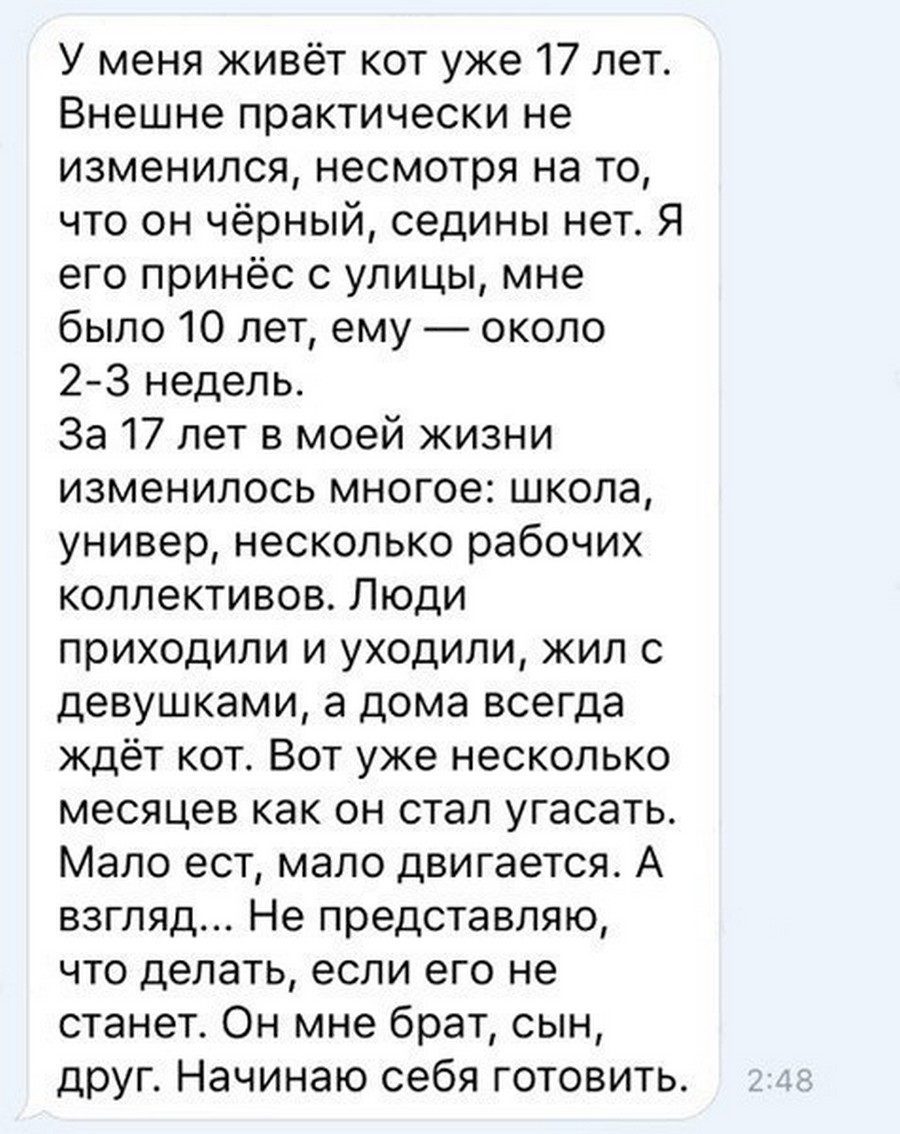 У меня живёт кот уже 17 лет.
Внешне практически не
изменился, несмотря на то,
что он чёрный, седины нет. Я
его принёс с улицы, мне
было 10 лет, ему — около
2-3 недель.
За 17 лет в моей жизни
изменилось многое: школа,
универ, несколько рабочих
коллективов. Люди
приходили и уходили, жил с
девушками, а дома всегда
ждёт кот. Вот уже несколько
месяцев как он стал угасать.
Мало ест, мало двигается. А
взгляд... Не представляю,
что делать, если его не
станет. Он мне брат, сын,
друг. Начинаю себя готовить.
2:48